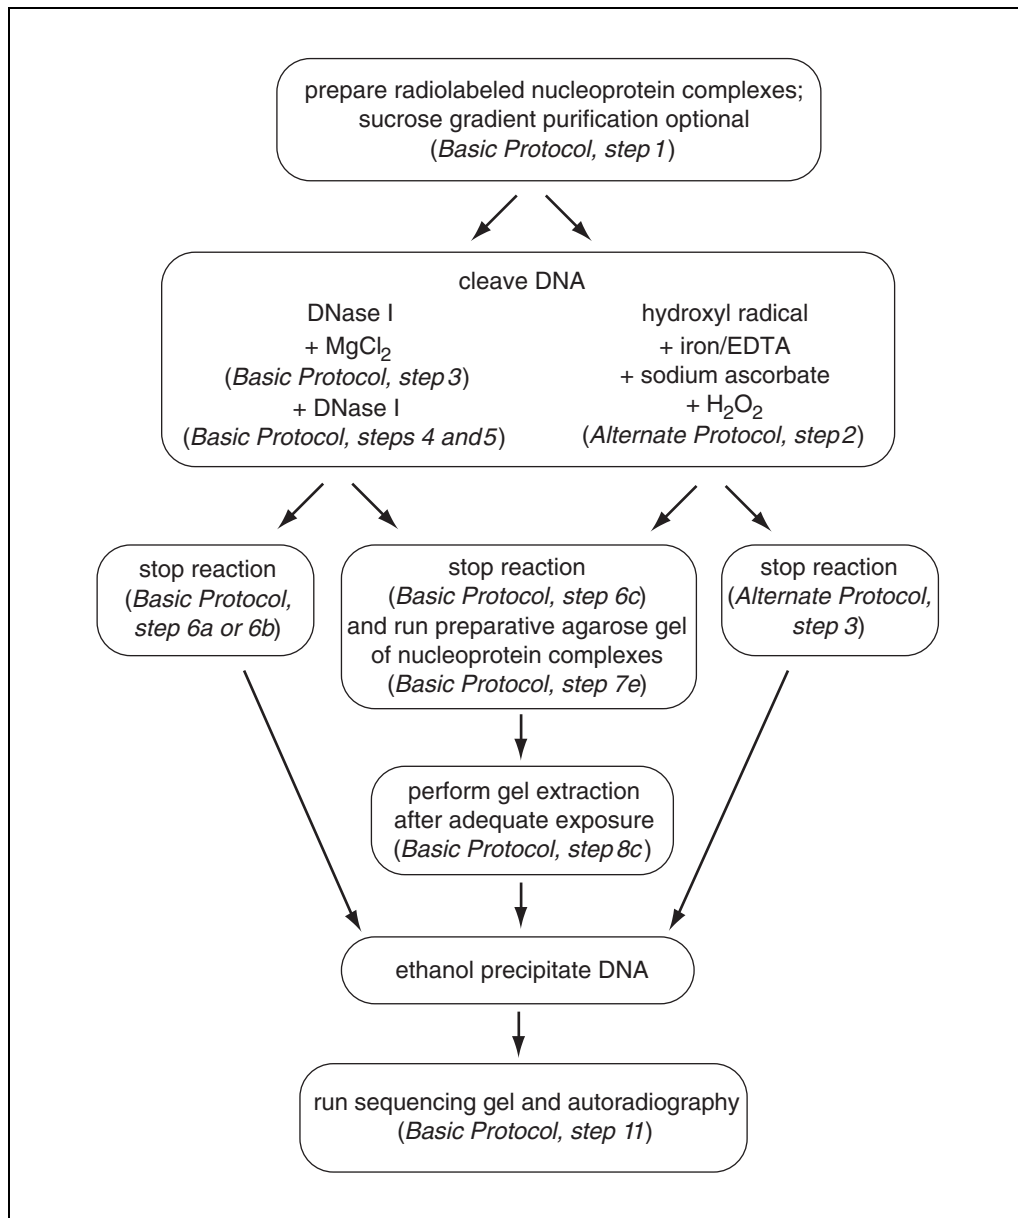 prepare radiolabeled nucleoprotein complexes;
sucrose gradient purification optional
(Basic Protocol, step 1)
cleave DNA
DNase I
+ MgCl2
(Basic Protocol, step 3)
+ DNase I
(Basic Protocol, steps 4 and 5)
hydroxyl radical
+ iron/EDTA
+ sodium ascorbate
+ H2O2
(Alternate Protocol, step 2)
stop reaction
(Basic Protocol,
step 6a or 6b)
stop reaction
(Basic Protocol, step 6c)
and run preparative agarose gel
of nucleoprotein complexes
(Basic Protocol, step 7e)
stop reaction
(Alternate Protocol,
step 3)
perform gel extraction
after adequate exposure
(Basic Protocol, step 8c)
ethanol precipitate DNA
run sequencing gel and autoradiography
(Basic Protocol, step 11)